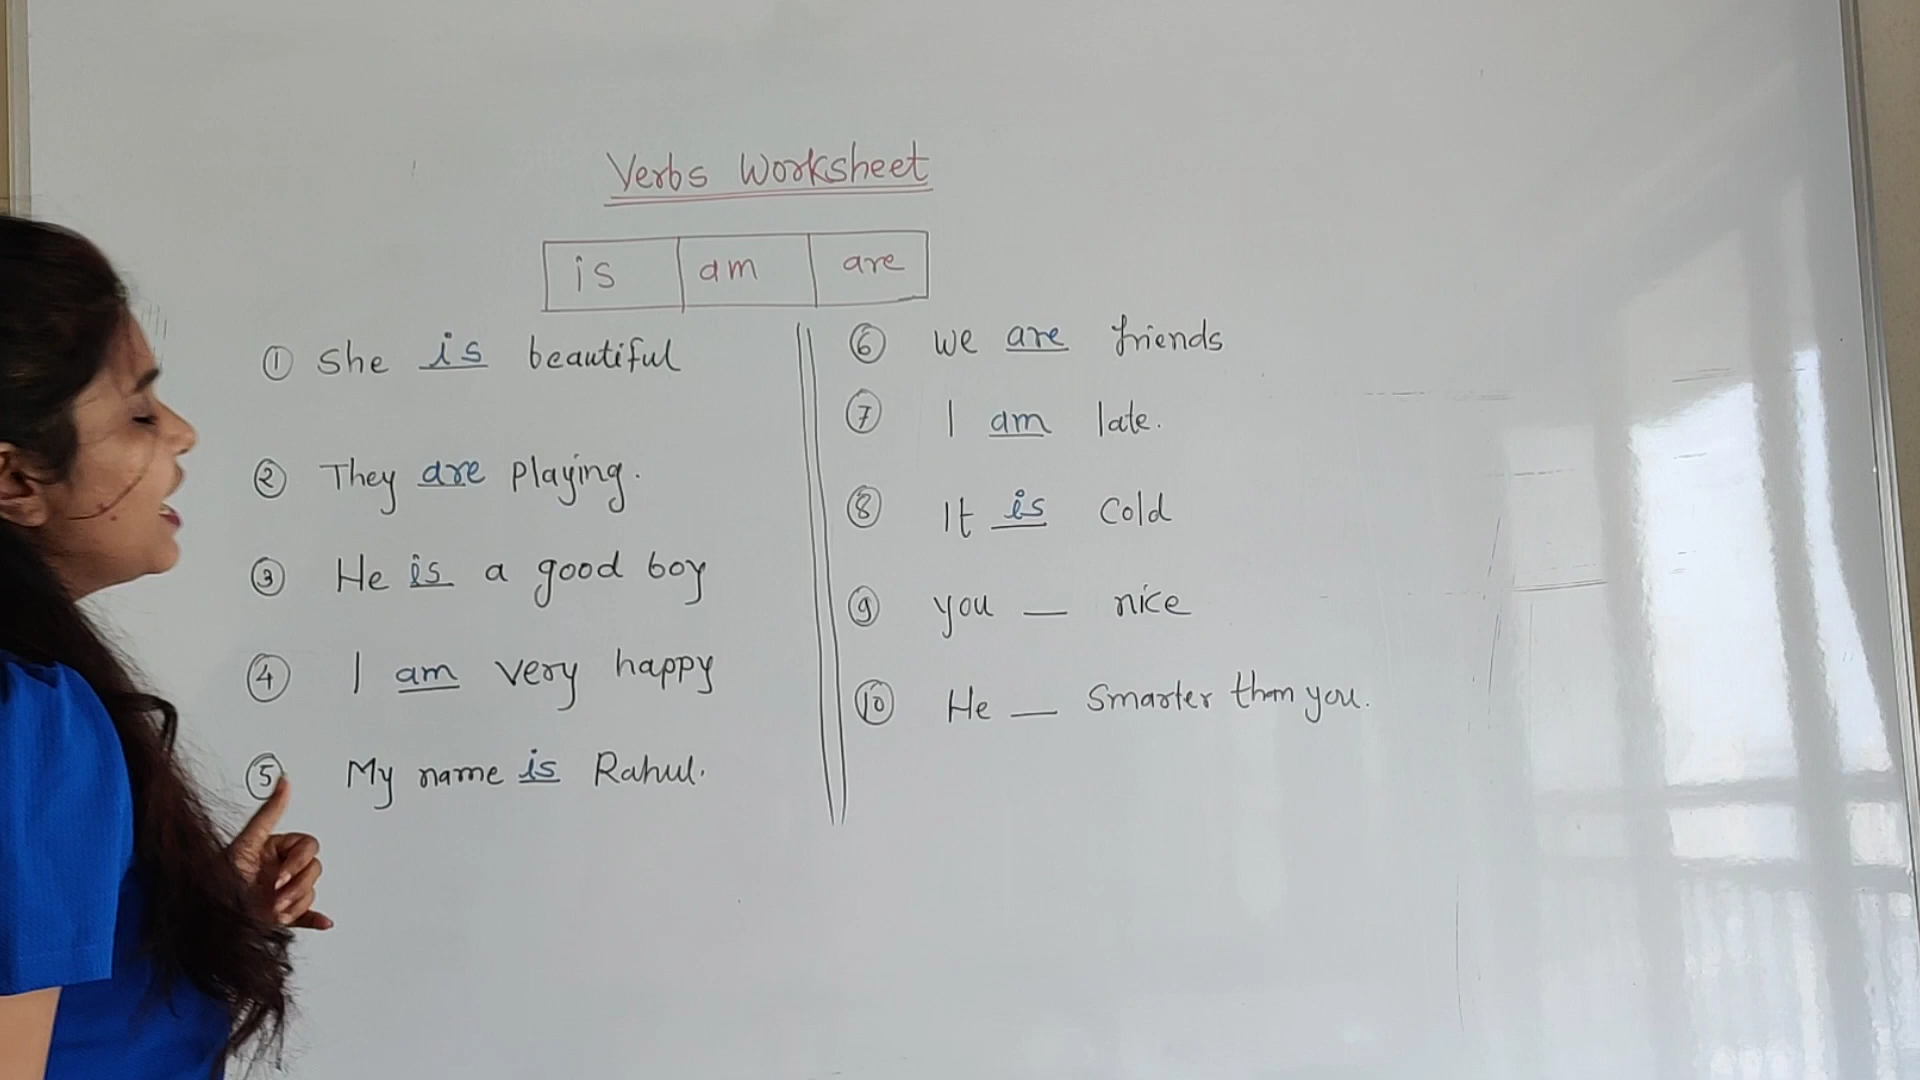 Verbs Worksheet
is am are
① She is beautiful
② They are playing.
③ He is a good boy
④ I am very happy
⑤ My name is Rahul.
⑥ we are friends
⑦ I am late.
⑧ It is cold
⑨ you _ nice
⑩ He _ Smarter than you.